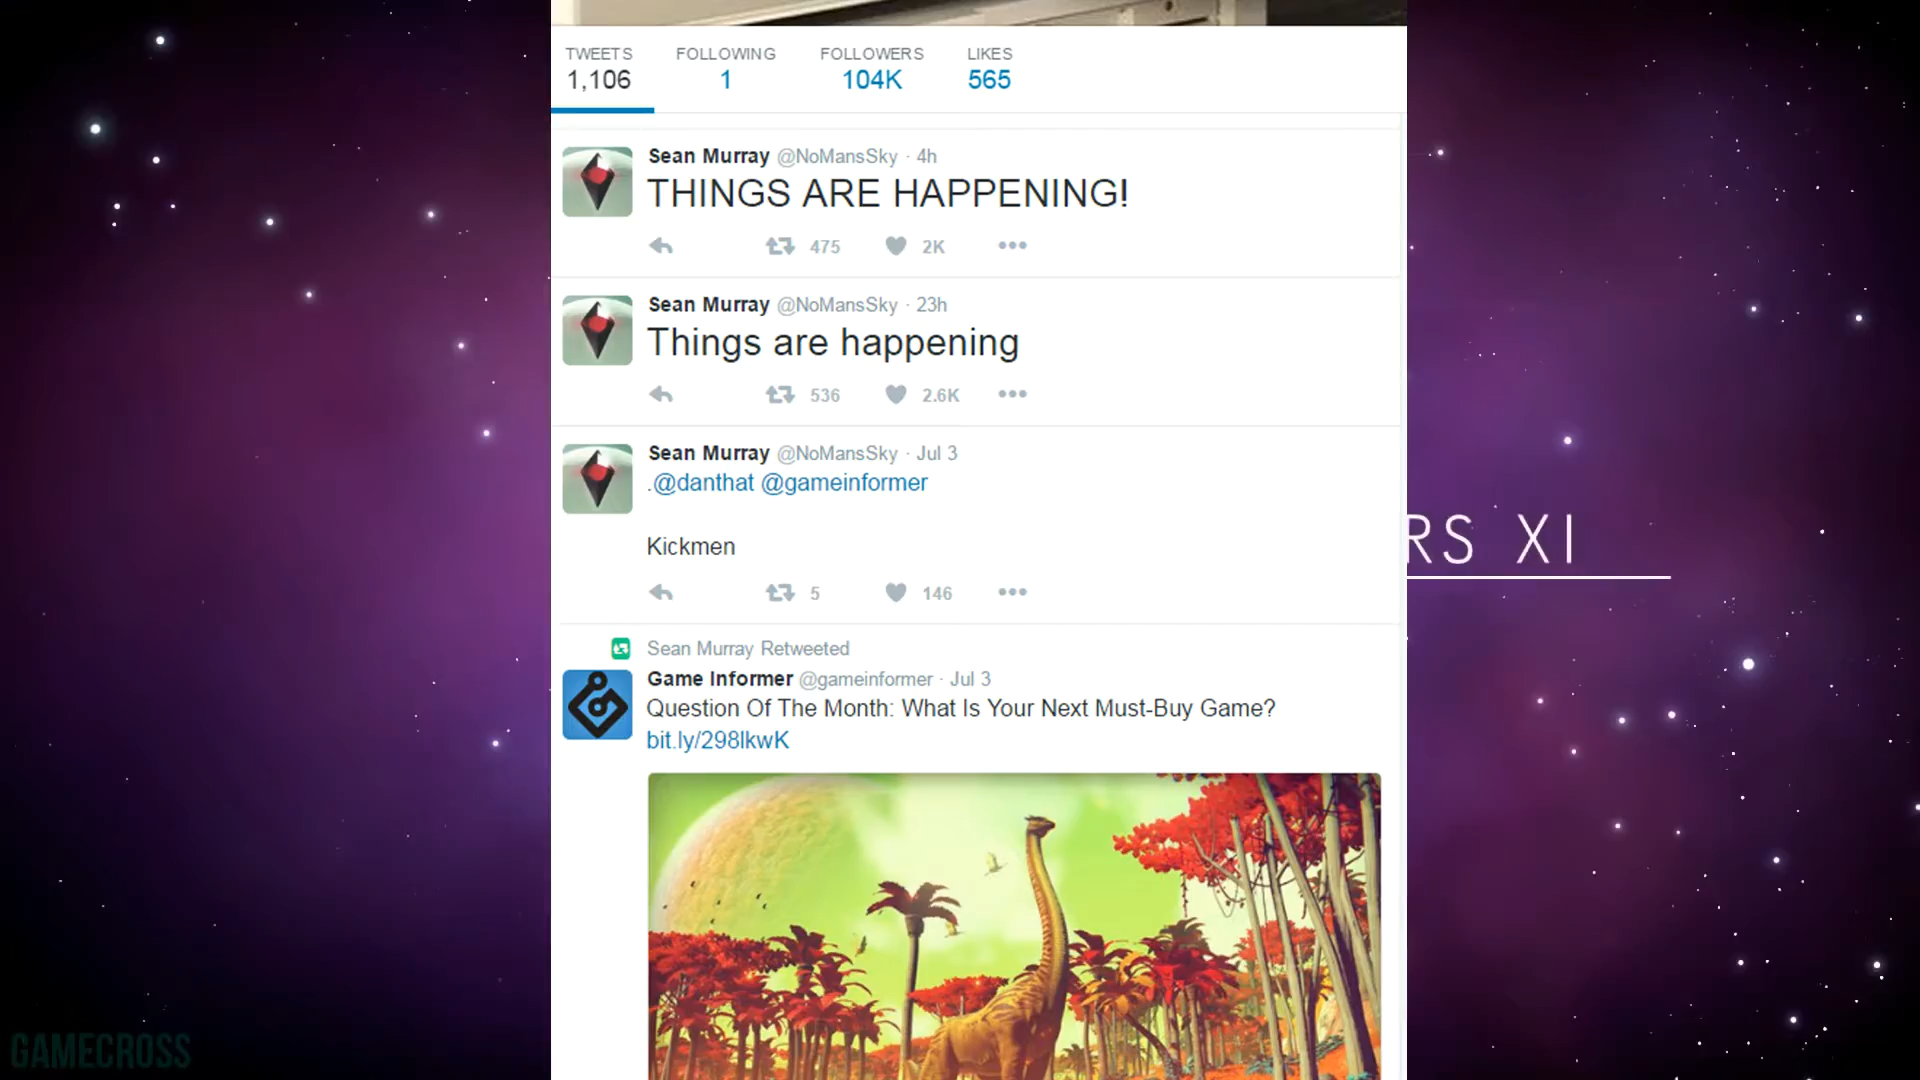 TWEETS FOLLOWING FOLLOWERS LIKES
1,106 1 104K 565
Sean Murray @NoMansSky · 4h
THINGS ARE HAPPENING!
475 2K
Sean Murray @NoMansSky · 23h
Things are happening
536 2.6K
Sean Murray @NoMansSky · Jul 3
.@danthat @gameinformer
Kickmen
5 146
Sean Murray Retweeted
Game Informer @gameinformer · Jul 3
Question Of The Month: What Is Your Next Must-Buy Game?
bit.ly/298lkwK
RS XI
GAMECROSS